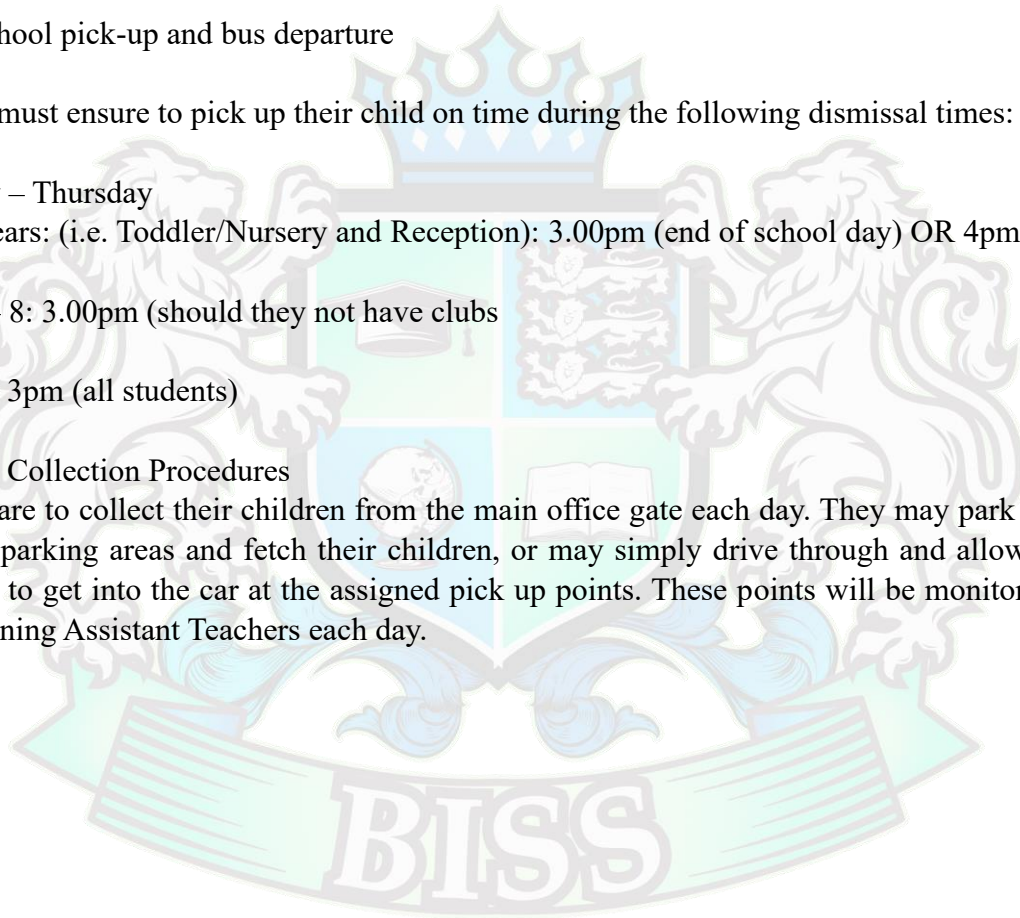 hool pick-up and bus departure
must ensure to pick up their child on time during the following dismissal times:
– Thursday
ears: (i.e. Toddler/Nursery and Reception): 3.00pm (end of school day) OR 4pm
8: 3.00pm (should they not have clubs
3pm (all students)
Collection Procedures
are to collect their children from the main office gate each day. They may park
parking areas and fetch their children, or may simply drive through and allow
to get into the car at the assigned pick up points. These points will be monitor
ning Assistant Teachers each day.
BISS